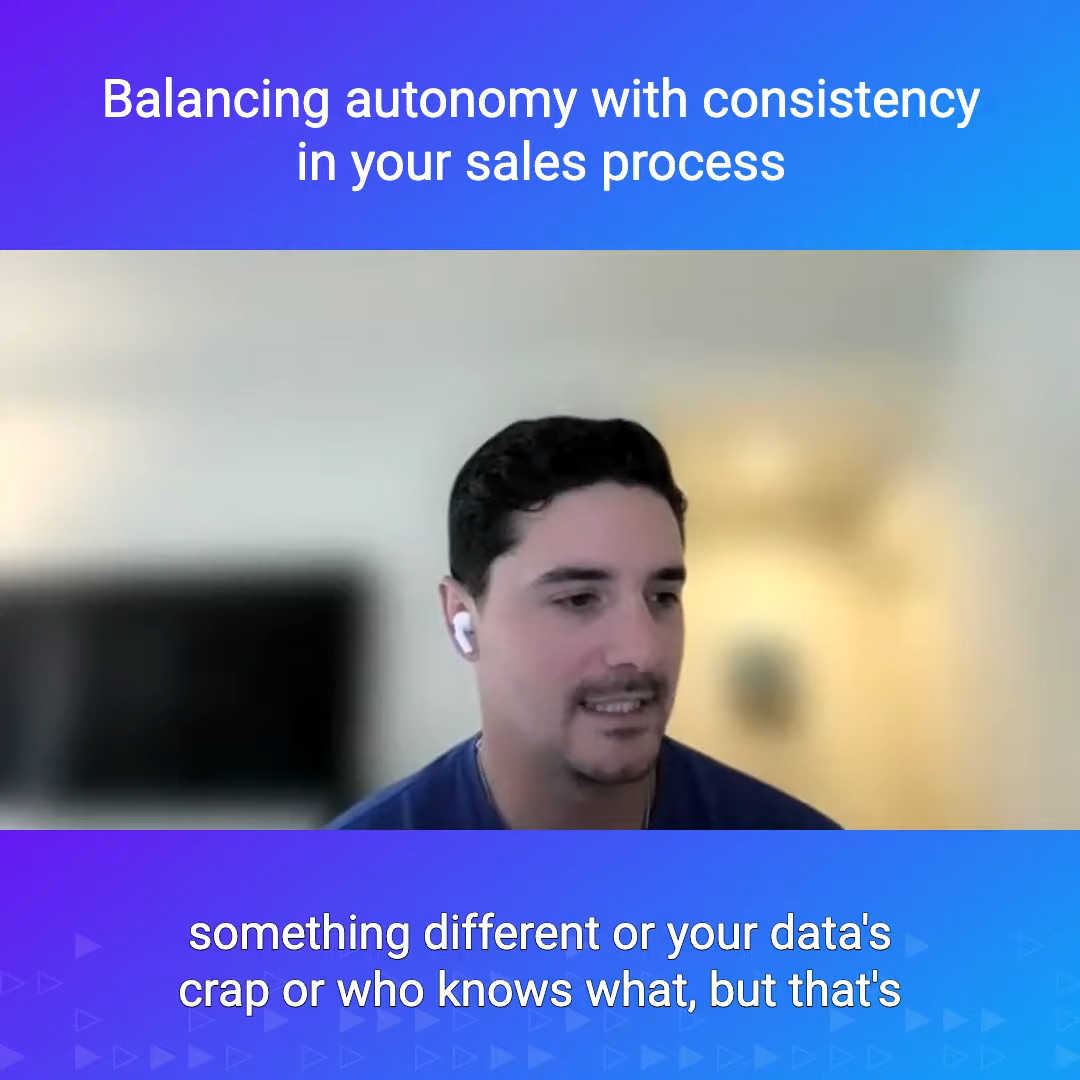 Balancing autonomy with consistency
in your sales process
something different or your data's
crap or who knows what, but that's